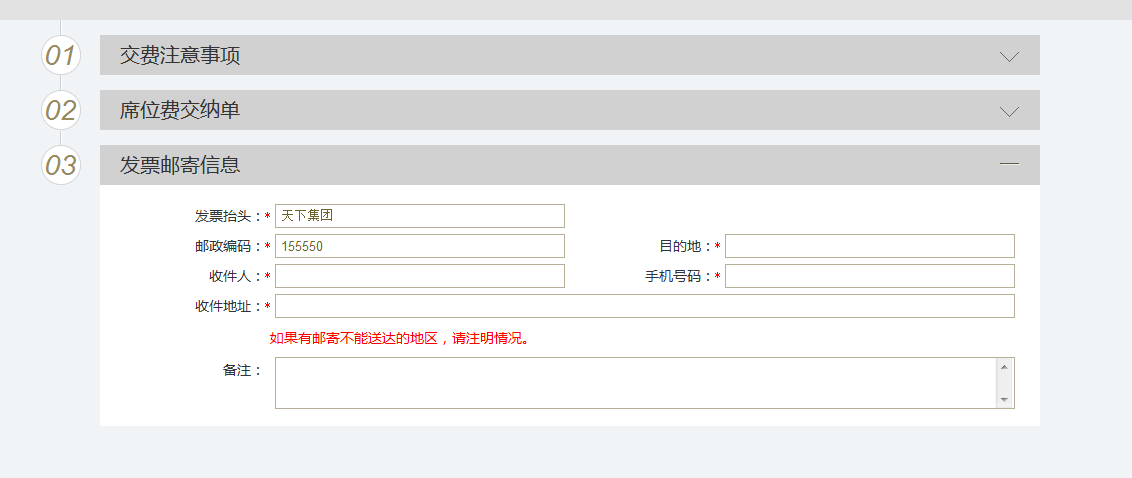 01 交费注意事项
02 席位费交纳单
03 发票邮寄信息
发票抬头：* 天下集团
邮政编码：* 155550 目的地：*
收件人：* 手机号码：*
收件地址：*
如果有邮寄不能送达的地区，请注明情况。
备注：